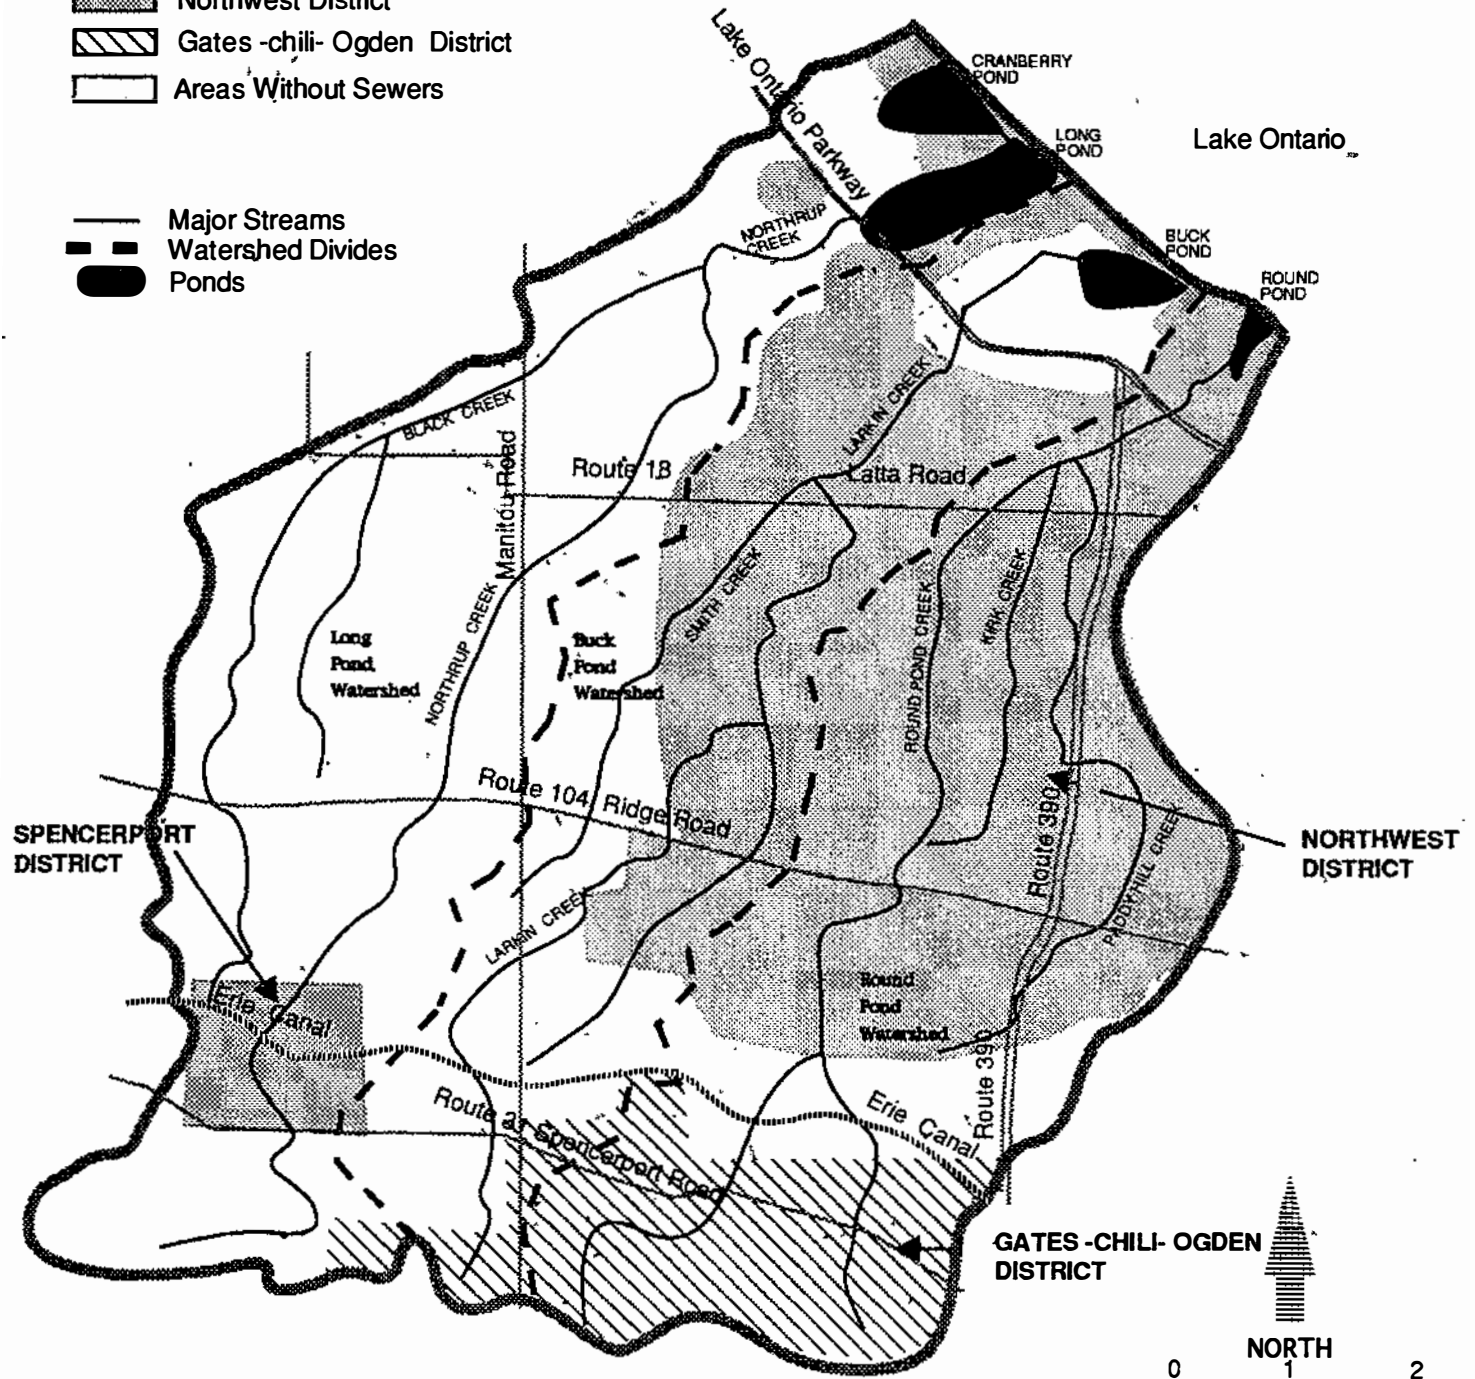 Northwest District
Gates -chili- Ogden District
Areas Without Sewers
Major Streams
Watershed Divides
Ponds
Lake Ontario Parkway
CRANBERRY
POND
LONG
POND
Lake Ontario
BUCK
POND
ROUND
POND
NORTHRUP
CREEK
BLACK CREEK
LARKIN CREEK
Manitou Road
Route 18
Latta Road
SMITH CREEK
NORTHRUP CREEK
ROUND POND CREEK
KIRK CREEK
Long
Pond
Watershed
Buck
Pond
Watershed
Route 104, Ridge Road
Route 390
PADDY HILL CREEK
SPENCERPORT
DISTRICT
NORTHWEST
DISTRICT
LARKIN CREEK
Erie Canal
Round
Pond
Watershed
Route 390
Route 31 Spencerport Road
Erie Canal
GATES -CHILI- OGDEN
DISTRICT
NORTH
0 1 2